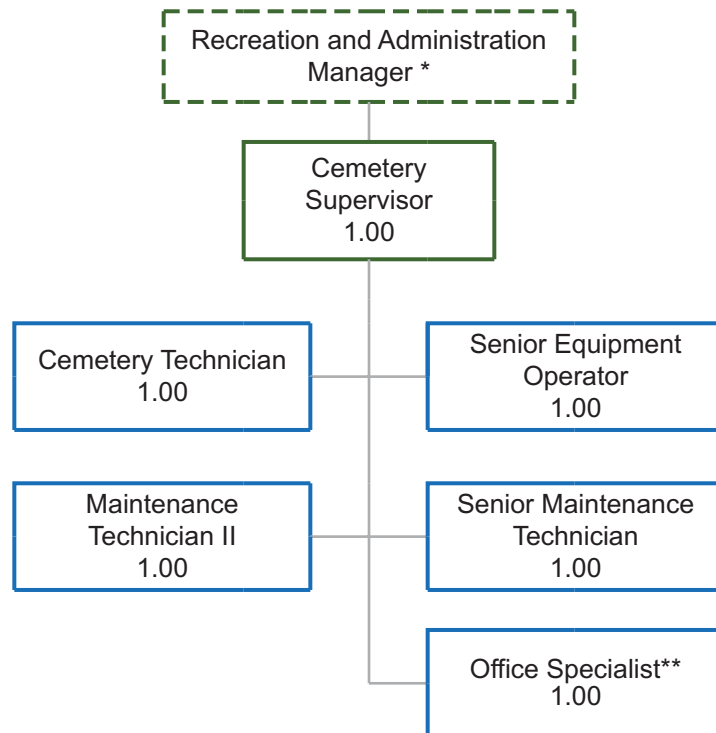 Recreation and Administration
Manager *
Cemetery
Supervisor
1.00
Cemetery Technician
1.00
Senior Equipment
Operator
1.00
Maintenance
Technician II
1.00
Senior Maintenance
Technician
1.00
Office Specialist**
1.00